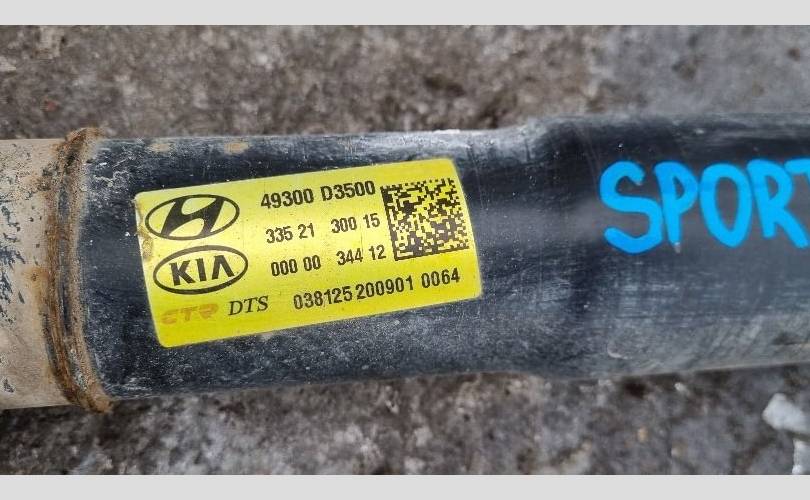 49300 D3500
335 21 300 15
000 00 344 12
KIA
CTR DTS 038125 200901 0064
SPORT